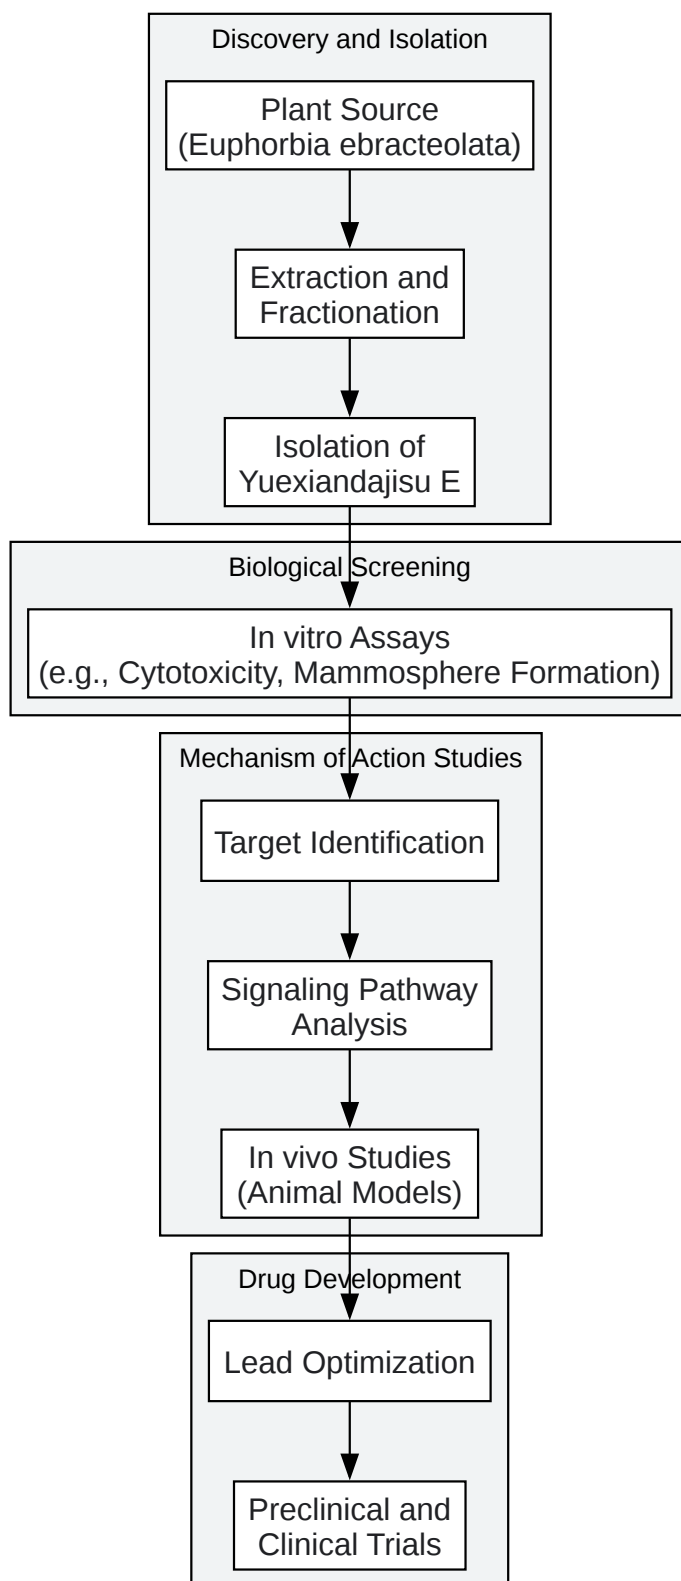 Discovery and Isolation
Plant Source
(Euphorbia ebracteolata)
Extraction and
Fractionation
Isolation of
Yuexiandajisu E
Biological Screening
In vitro Assays
(e.g., Cytotoxicity, Mammosphere Formation)
Mechanism of Action Studies
Target Identification
Signaling Pathway
Analysis
In vivo Studies
(Animal Models)
Drug Development
Lead Optimization
Preclinical and
Clinical Trials